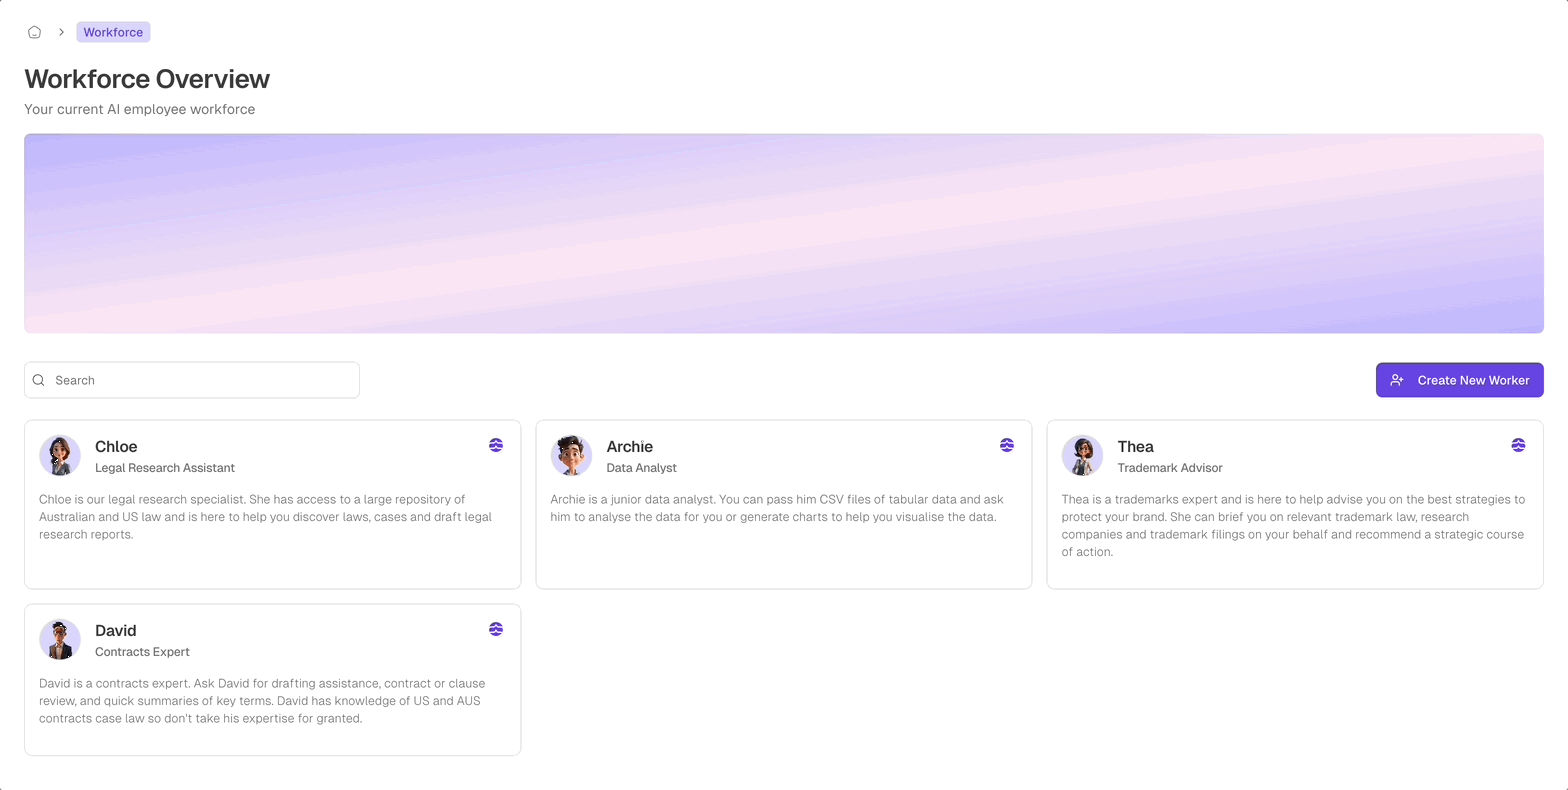 Workforce
Workforce Overview
Your current AI employee workforce
Search
Create New Worker
Chloe
Legal Research Assistant
Chloe is our legal research specialist. She has access to a large repository of
Australian and US law and is here to help you discover laws, cases and draft legal
research reports.
Archie
Data Analyst
Archie is a junior data analyst. You can pass him CSV files of tabular data and ask
him to analyse the data for you or generate charts to help you visualise the data.
Thea
Trademark Advisor
Thea is a trademarks expert and is here to help advise you on the best strategies to
protect your brand. She can brief you on relevant trademark law, research
companies and trademark filings on your behalf and recommend a strategic course
of action.
David
Contracts Expert
David is a contracts expert. Ask David for drafting assistance, contract or clause
review, and quick summaries of key terms. David has knowledge of US and AUS
contracts case law so don't take his expertise for granted.